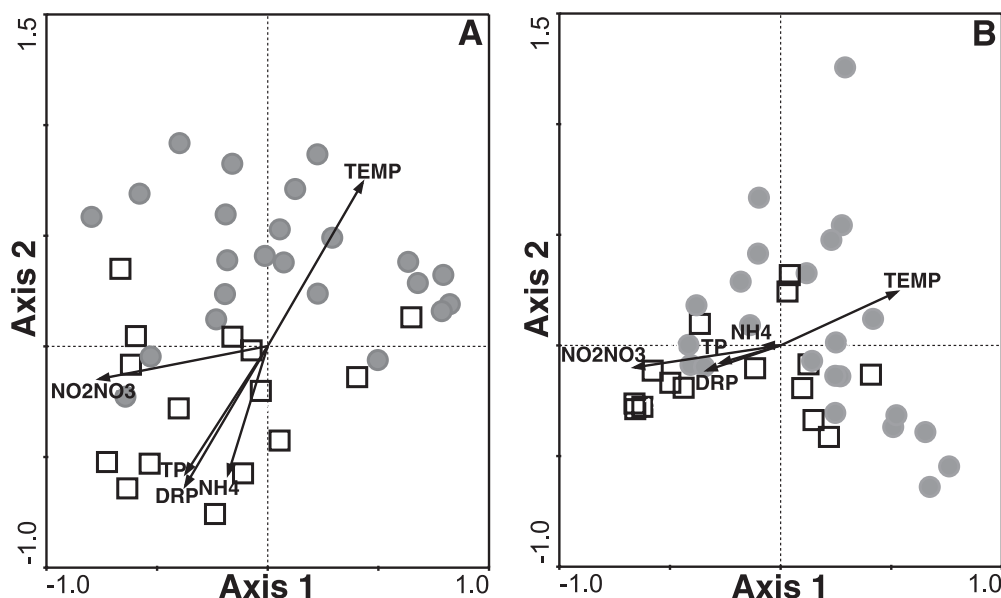 A
1.5
Axis 2
-1.0
TEMP
NO2NO3
TP
DRP
NH4
-1.0
Axis 1
1.0
B
1.5
Axis 2
-1.0
TEMP
NH4
TP
NO2NO3
DRP
-1.0
Axis 1
1.0